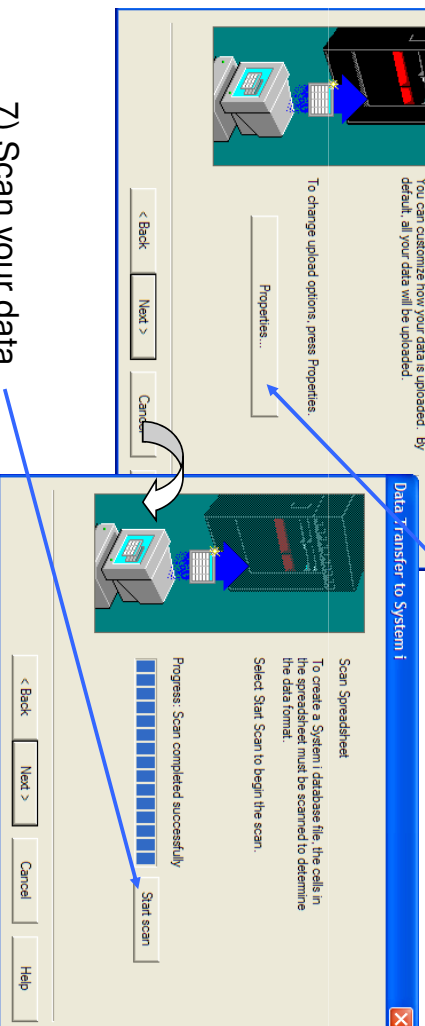 You can customize how your data is uploaded. By
default, all your data will be uploaded.
To change upload options, press Properties.
Properties...
< Back
Next >
Cancel
Data Transfer to System i
Scan Spreadsheet
To create a System i database file, the cells in
the spreadsheet must be scanned to determine
the data format.
Select Start Scan to begin the scan.
Progress: Scan completed successfully
Start scan
< Back
Next >
Cancel
Help
7) Scan your data